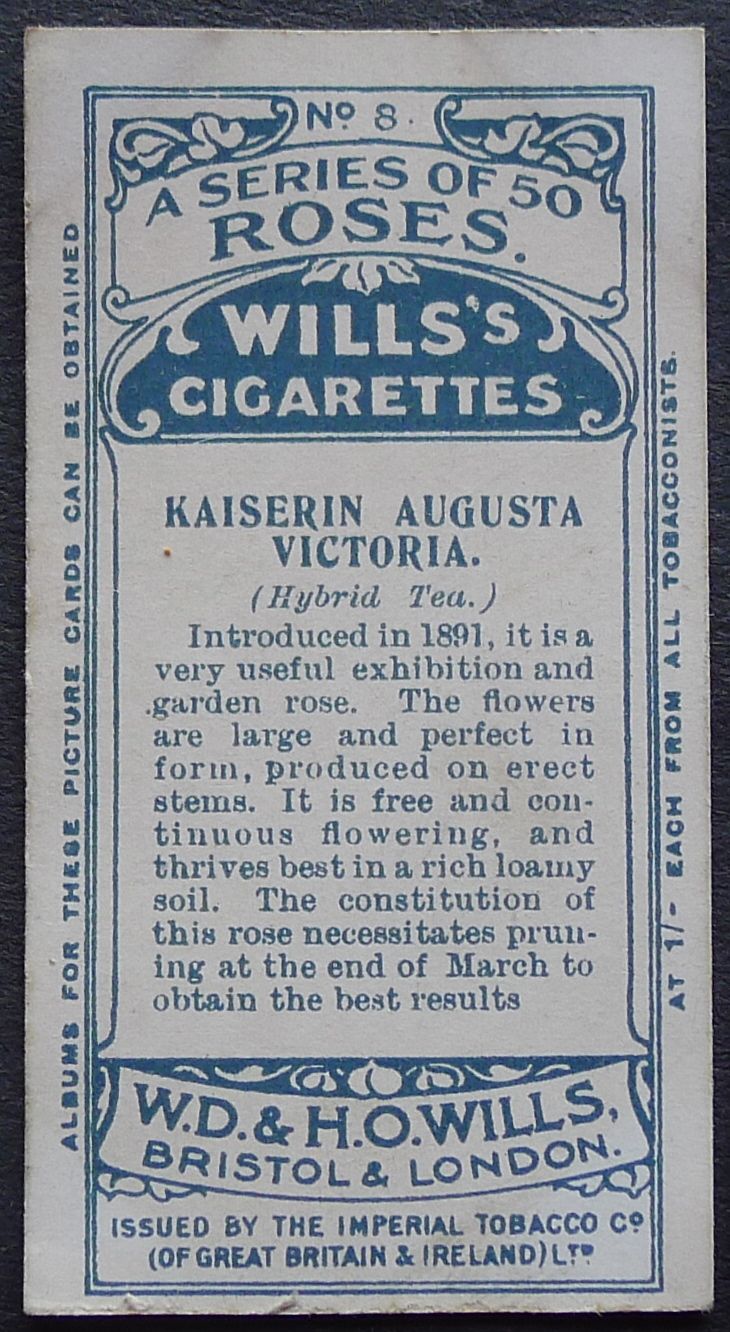 Nº 8.
A SERIES OF 50
ROSES.
WILLS'S
CIGARETTES
KAISERIN AUGUSTA
VICTORIA.
(Hybrid Tea.)
Introduced in 1891, it is a
very useful exhibition and
garden rose. The flowers
are large and perfect in
form, produced on erect
stems. It is free and con-
tinuous flowering, and
thrives best in a rich loamy
soil. The constitution of
this rose necessitates prun-
ing at the end of March to
obtain the best results
W.D. & H.O. WILLS,
BRISTOL & LONDON.
ISSUED BY THE IMPERIAL TOBACCO Cº
(OF GREAT BRITAIN & IRELAND) LTD
ALBUMS FOR THESE PICTURE CARDS CAN BE OBTAINED
AT 1/- EACH FROM ALL TOBACCONISTS.